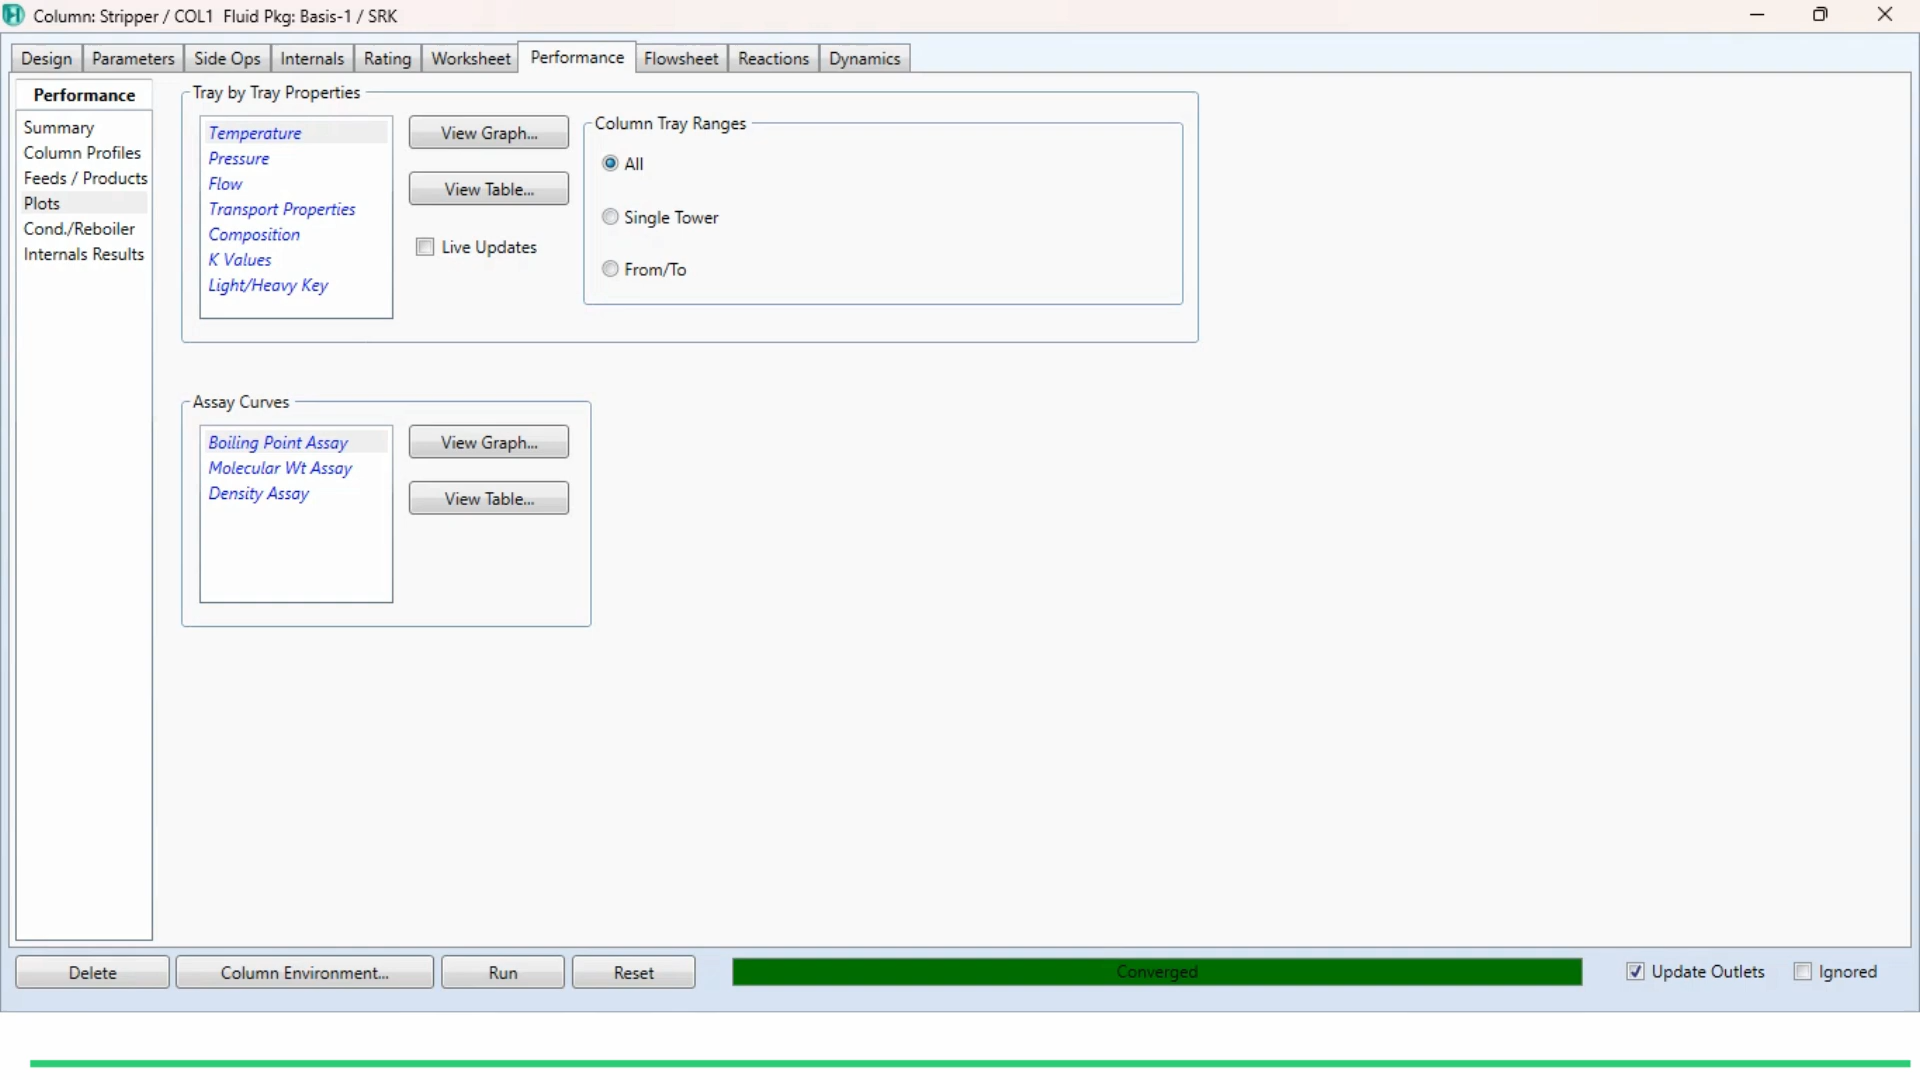 Column: Stripper / COL1 Fluid Pkg: Basis-1 / SRK
Design Parameters Side Ops Internals Rating Worksheet Performance Flowsheet Reactions Dynamics
Performance
Summary
Column Profiles
Feeds / Products
Plots
Cond./Reboiler
Internals Results
Tray by Tray Properties
Temperature
Pressure
Flow
Transport Properties
Composition
K Values
Light/Heavy Key
View Graph...
View Table...
Live Updates
Column Tray Ranges
All
Single Tower
From/To
Assay Curves
Boiling Point Assay
Molecular Wt Assay
Density Assay
View Graph...
View Table...
Delete Column Environment... Run Reset Converged Update Outlets Ignored